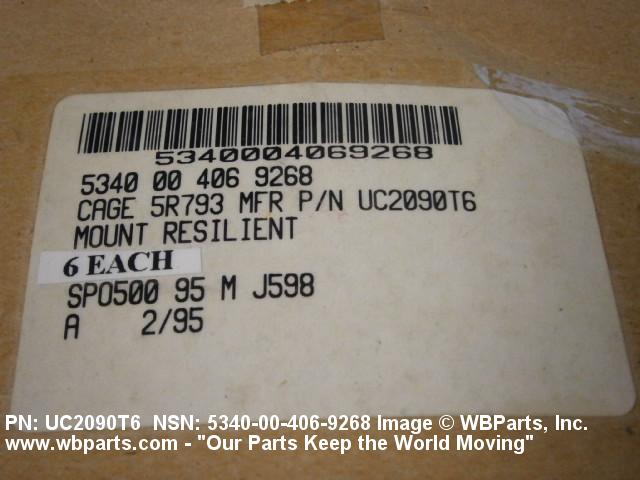 5340004069268
5340 00 406 9268
CAGE 5R793 MFR P/N UC2090T6
MOUNT RESILIENT
6 EACH
SPO500 95 M J598
A 2/95
PN: UC2090T6 NSN: 5340-00-406-9268 Image © WBParts, Inc.
www.wbparts.com - "Our Parts Keep the World Moving"